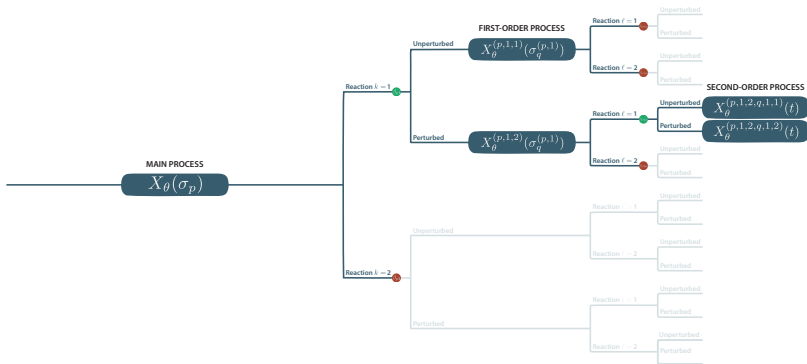 MAIN PROCESS
X_θ(σ_p)
Reaction k = 1
Reaction k = 2
FIRST-ORDER PROCESS
Unperturbed
X_θ^{(p,1,1)}(σ_q^{(p,1)})
Reaction ℓ = 1
Reaction ℓ = 2
Perturbed
X_θ^{(p,1,2)}(σ_q^{(p,1)})
Reaction ℓ = 1
Reaction ℓ = 2
SECOND-ORDER PROCESS
Unperturbed
X_θ^{(p,1,2,q,1,1)}(t)
Perturbed
X_θ^{(p,1,2,q,1,2)}(t)
Unperturbed
Perturbed
Unperturbed
Perturbed
Unperturbed
Perturbed
Unperturbed
Reaction ℓ = 1
Unperturbed
Perturbed
Reaction ℓ = 2
Unperturbed
Perturbed
Perturbed
Reaction ℓ = 1
Unperturbed
Perturbed
Reaction ℓ = 2
Unperturbed
Perturbed